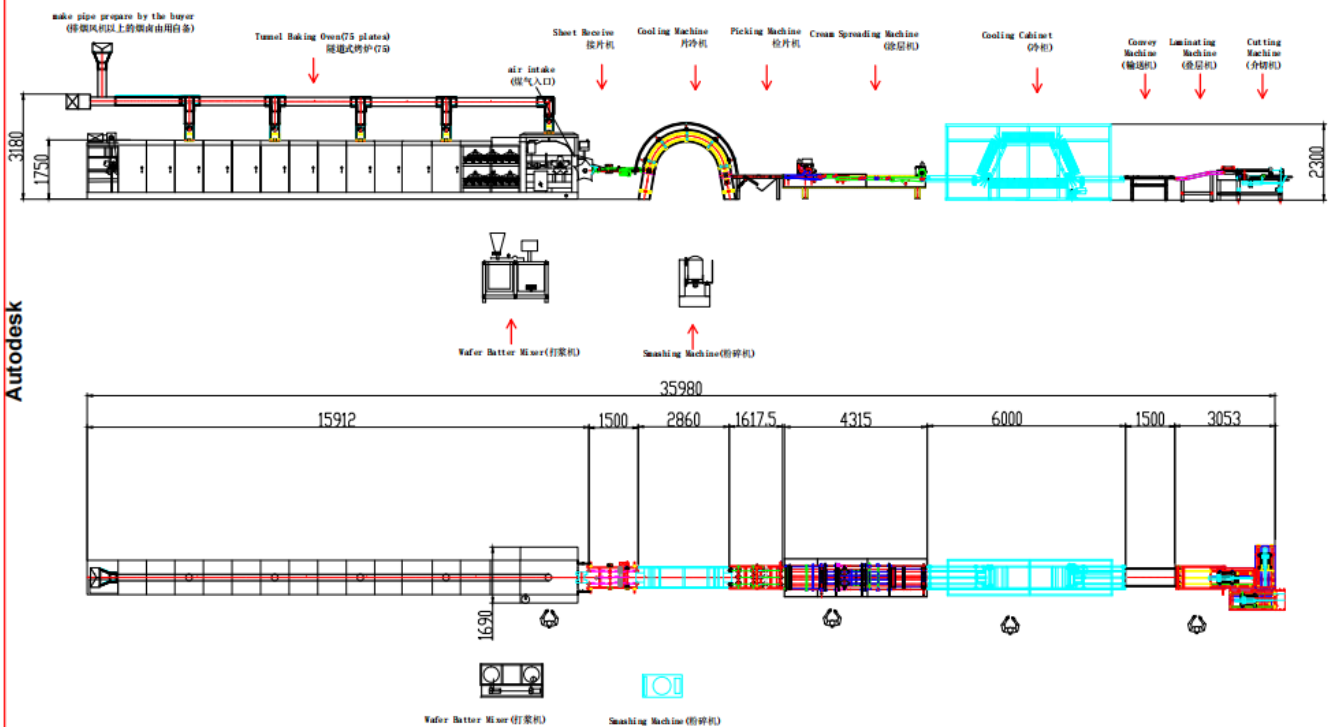 make pipe prepare by the buyer
(排烟风机以上的烟卤由用自备)
Tunnel Baking Oven(75 plates)
隧道式烤炉(75)
air intake
(煤气入口)
Sheet Receive
接片机
Cooling Machine
片冷机
Picking Machine
检片机
Cream Spreading Machine
(涂层机)
Cooling Cabinet
(冷柜)
Convey
Machine
(输送机)
Laminating
Machine
(叠层机)
Cutting
Machine
(介切机)
3180
1750
2300
Wafer Batter Mixer(打浆机)
Smashing Machine(粉碎机)
Autodesk
35980
15912
1500
2860
1617.5
4315
6000
1500
3053
1690
Wafer Batter Mixer(打浆机)
Smashing Machine(粉碎机)